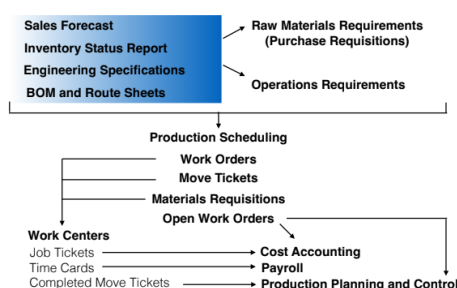 Sales Forecast
Inventory Status Report
Engineering Specifications
BOM and Route Sheets
Raw Materials Requirements
(Purchase Requisitions)
Operations Requirements
Production Scheduling
Work Orders
Move Tickets
Materials Requisitions
Open Work Orders
Work Centers
Job Tickets
Time Cards
Completed Move Tickets
Cost Accounting
Payroll
Production Planning and Control